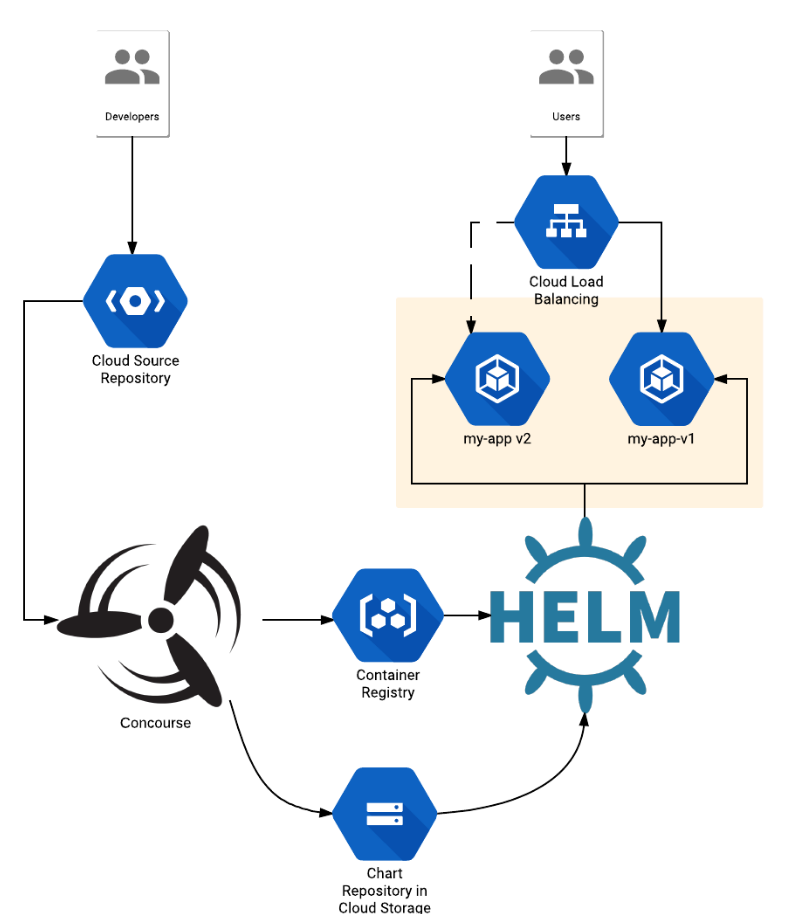 Developers
Users
Cloud Load
Balancing
Cloud Source
Repository
my-app v2
my-app-v1
HELM
Container
Registry
Concourse
Chart
Repository in
Cloud Storage